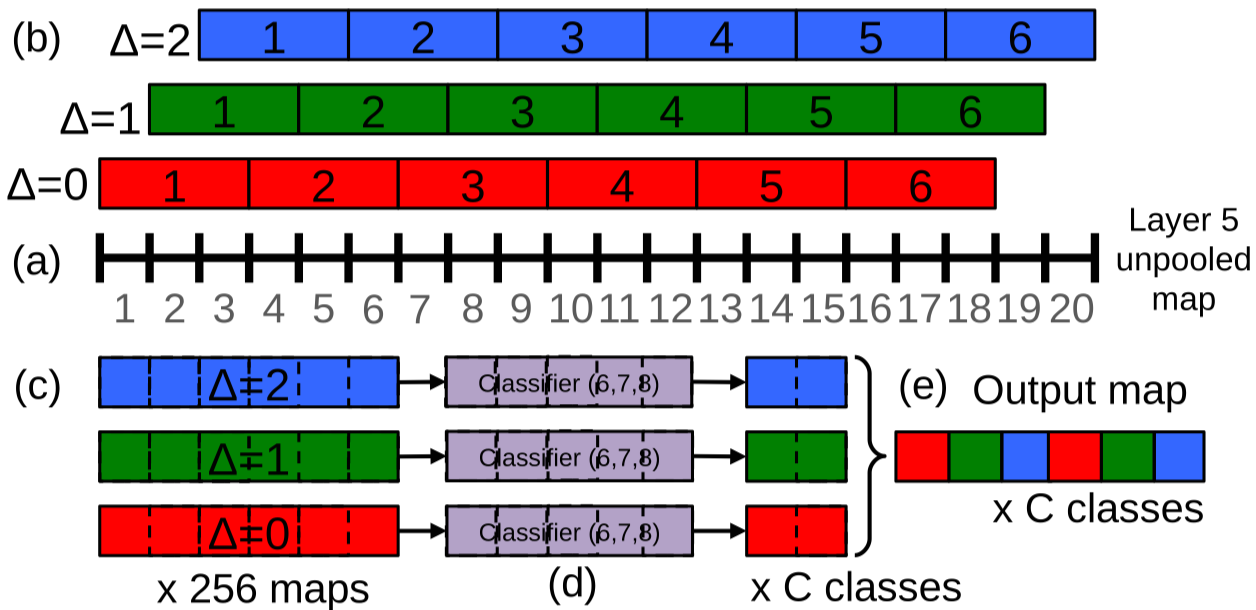 (b) Δ=2 1 2 3 4 5 6
Δ=1 1 2 3 4 5 6
Δ=0 1 2 3 4 5 6
(a)
Layer 5
unpooled
map
1 2 3 4 5 6 7 8 9 10 11 12 13 14 15 16 17 18 19 20
(c) Δ=2 Classifier (6,7,8)
Δ=1 Classifier (6,7,8)
Δ=0 Classifier (6,7,8)
x 256 maps
(d)
x C classes
(e) Output map
x C classes